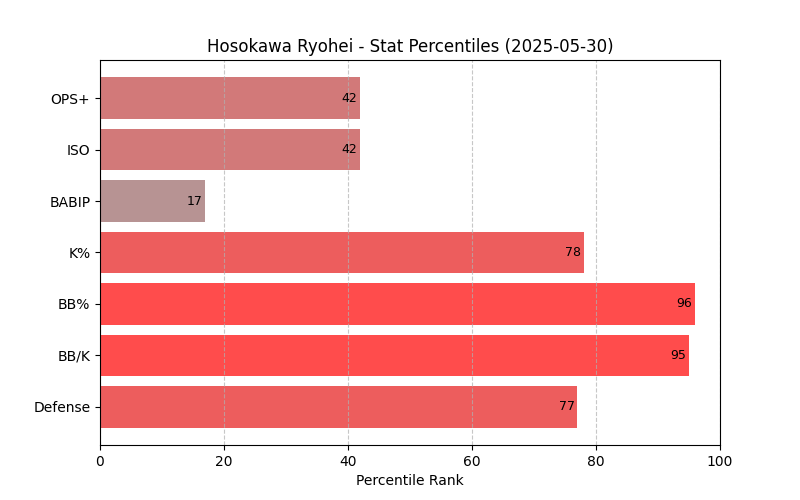 Hosokawa Ryohei - Stat Percentiles (2025-05-30)
OPS+ 42
ISO 42
BABIP 17
K% 78
BB% 96
BB/K 95
Defense 77
0 20 40 60 80 100
Percentile Rank